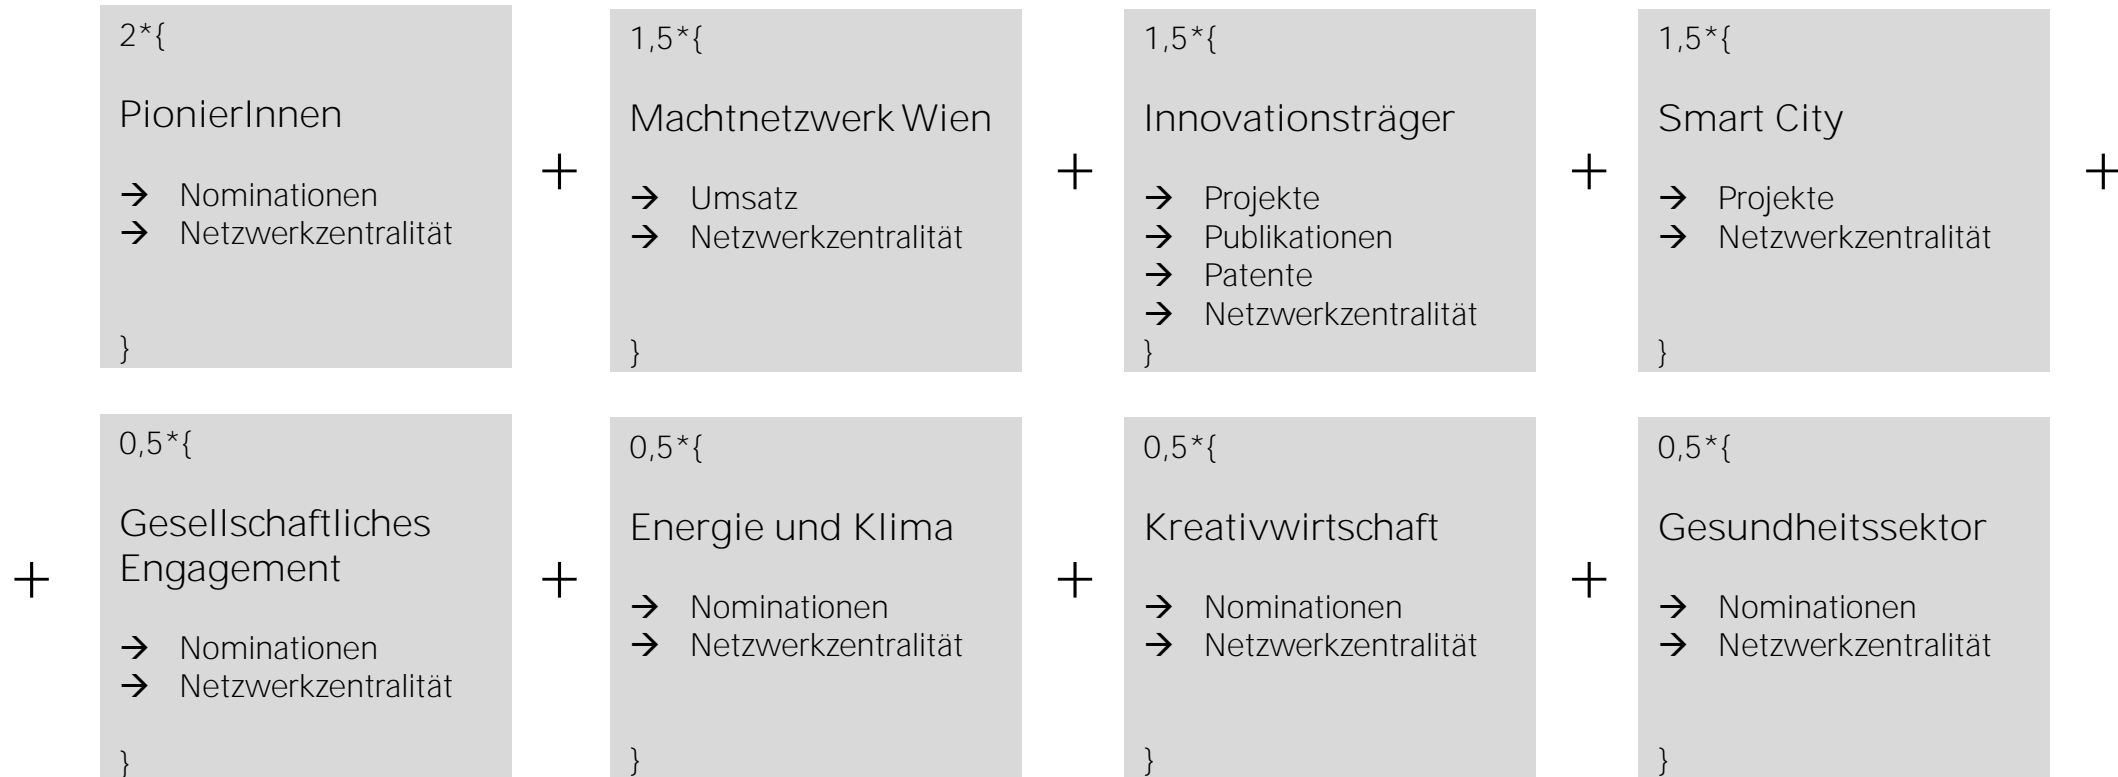 2*{
PionierInnen
→ Nominationen
→ Netzwerkzentralität
}
+
1,5*{
Machtnetzwerk Wien
→ Umsatz
→ Netzwerkzentralität
}
+
1,5*{
Innovationsträger
→ Projekte
→ Publikationen
→ Patente
→ Netzwerkzentralität
}
+
1,5*{
Smart City
→ Projekte
→ Netzwerkzentralität
}
+
+
0,5*{
Gesellschaftliches
Engagement
→ Nominationen
→ Netzwerkzentralität
}
+
0,5*{
Energie und Klima
→ Nominationen
→ Netzwerkzentralität
}
+
0,5*{
Kreativwirtschaft
→ Nominationen
→ Netzwerkzentralität
}
+
0,5*{
Gesundheitssektor
→ Nominationen
→ Netzwerkzentralität
}